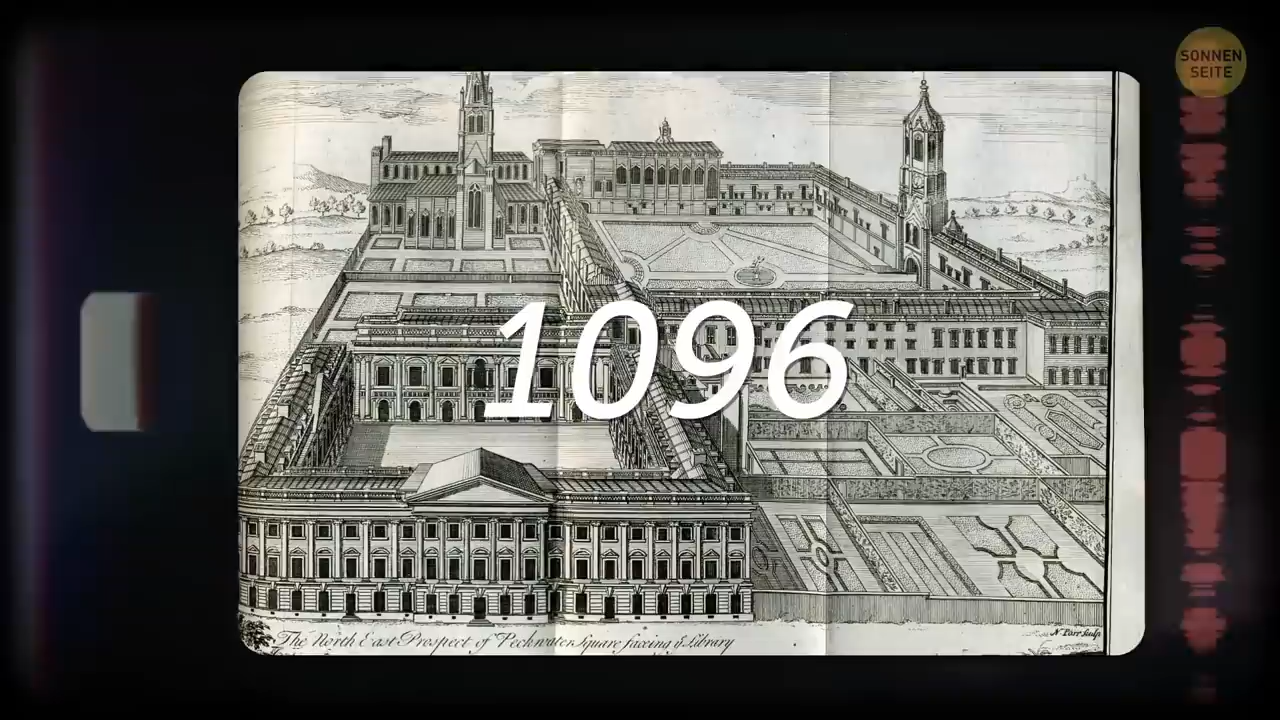 SONNEN
SEITE
1096
The North East Prospect of Peckwater Square facing ye Library
N. Parr sculp